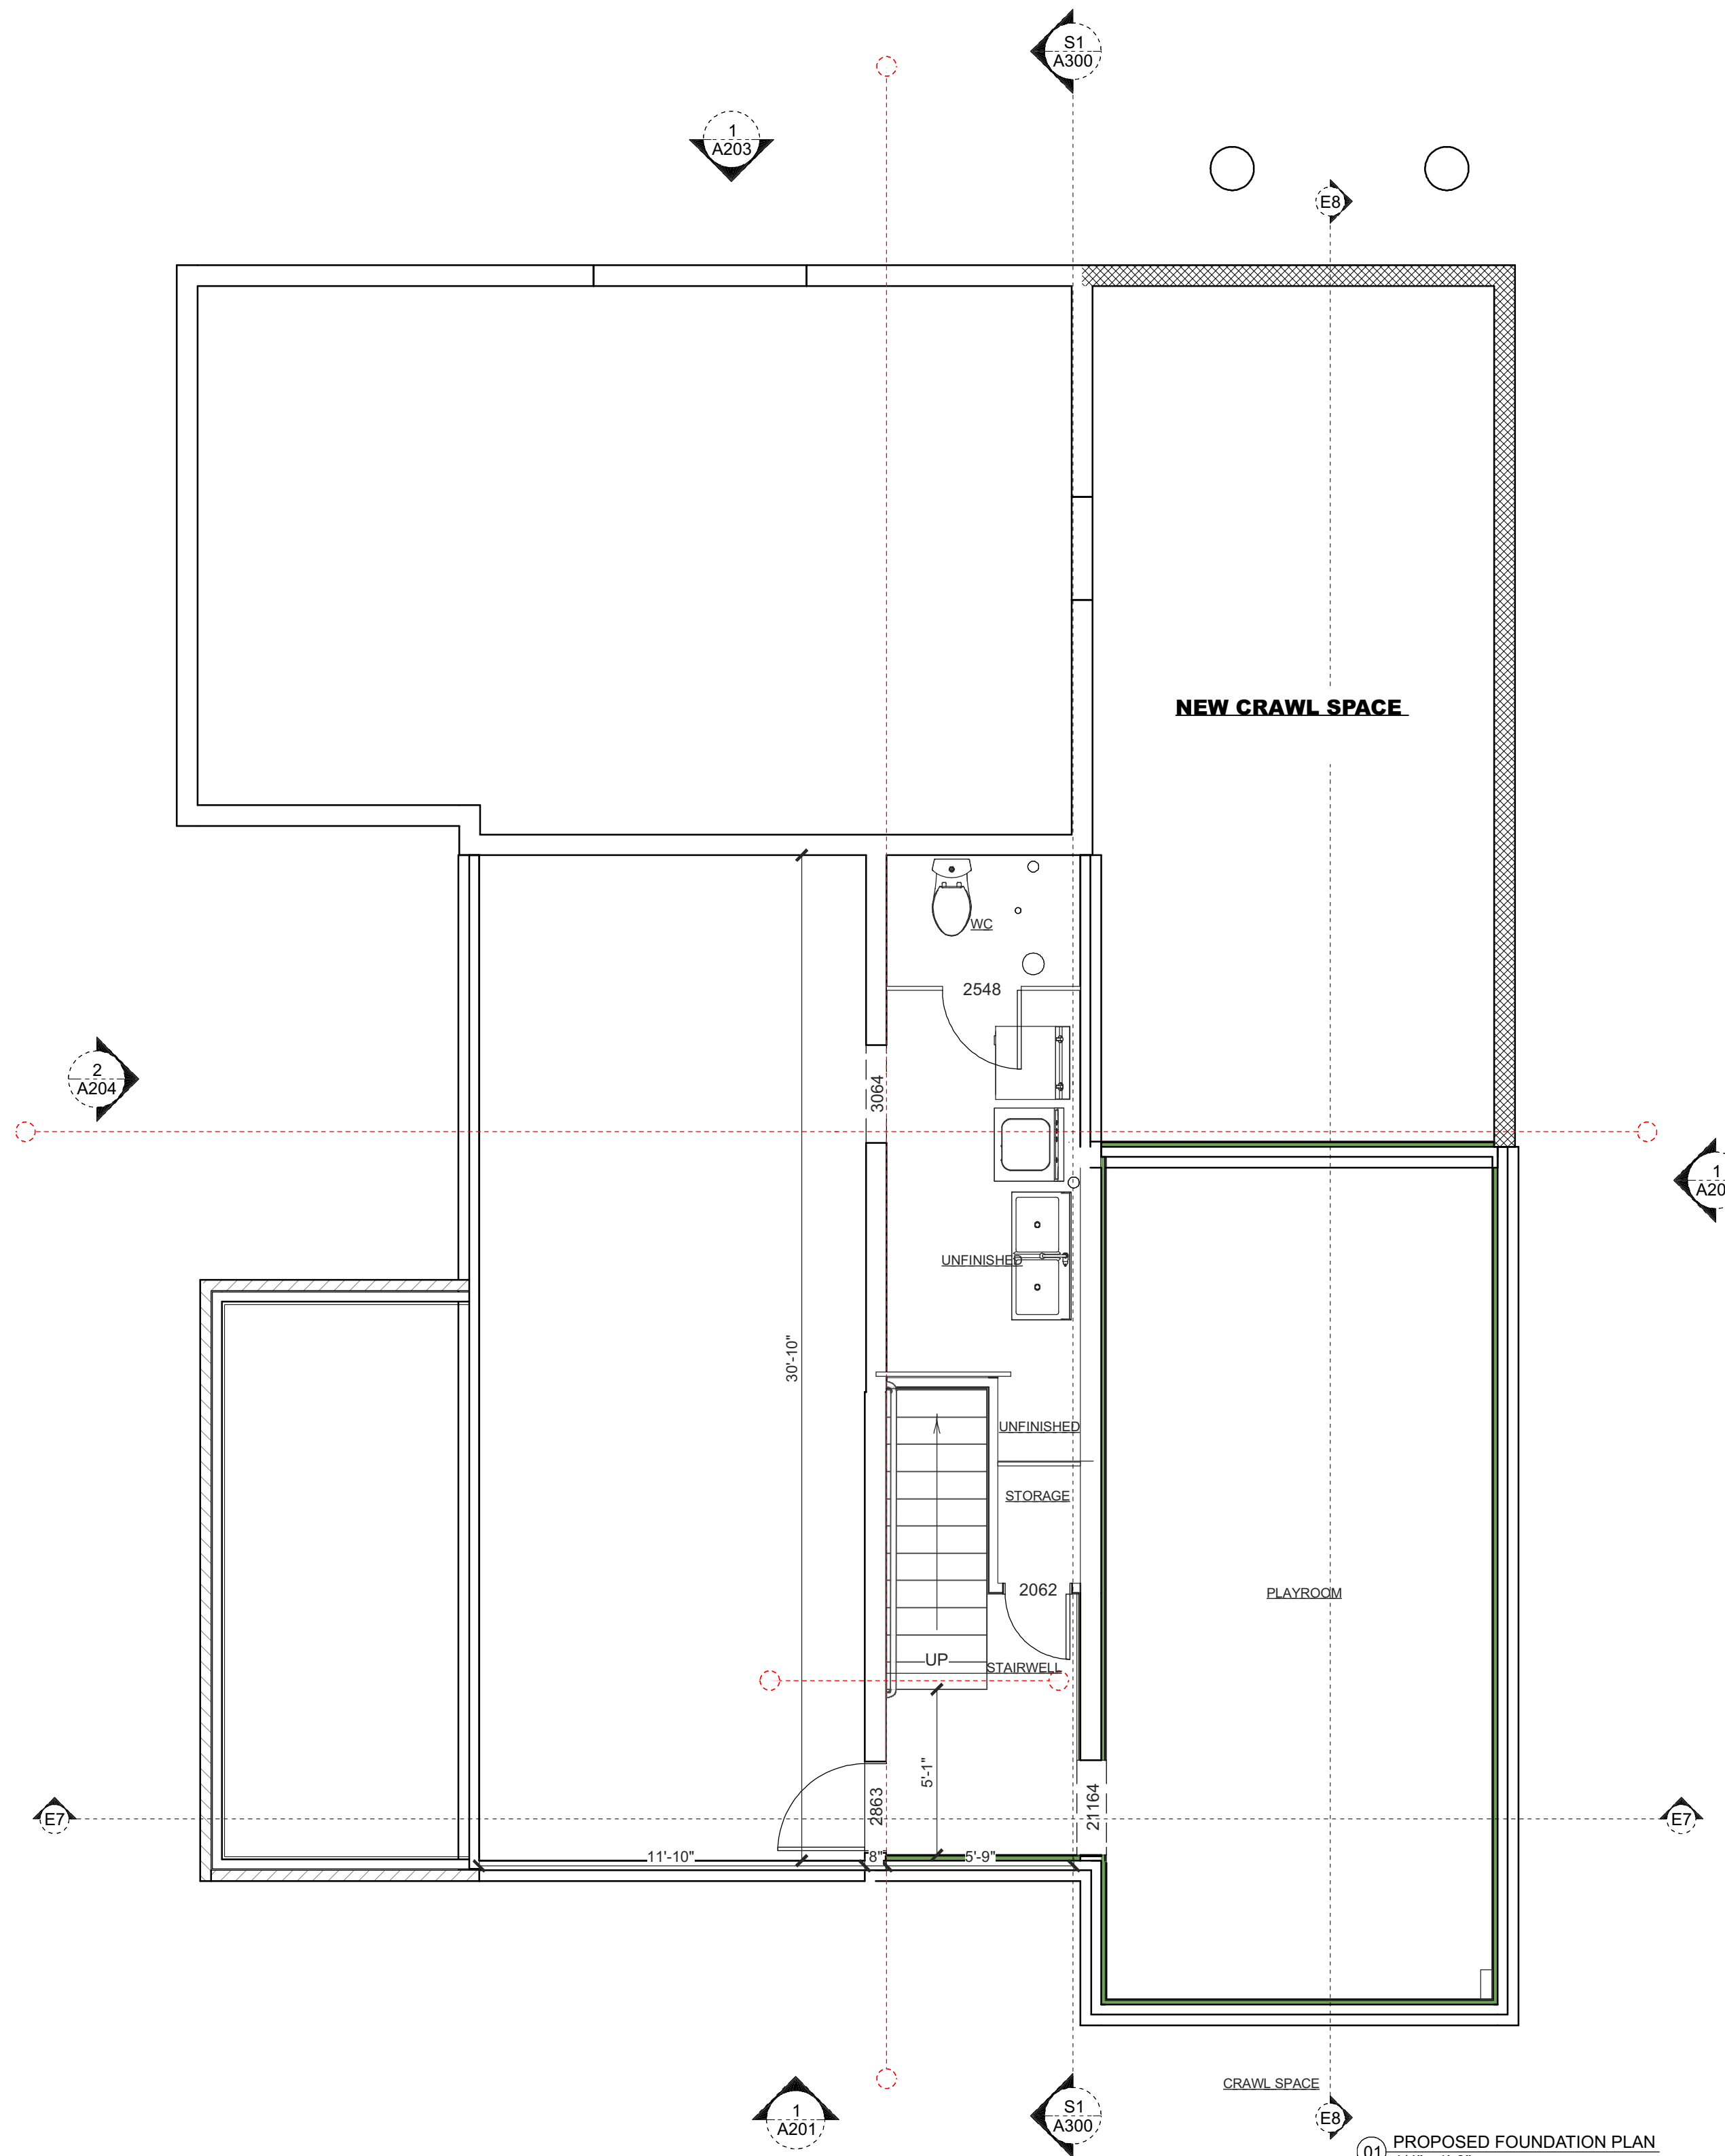 S1
A300
1
A203
E8
NEW CRAWL SPACE
WC
2548
2
A204
3064
1
UNFINISHED
30'-10"
UNFINISHED
STORAGE
2062
PLAYROOM
UP
STAIRWELL
5'-1"
2863
21164
E7
E7
11'-10"
8"
5'-9"
CRAWL SPACE
1
A201
S1
A300
E8
01
PROPOSED FOUNDATION PLAN